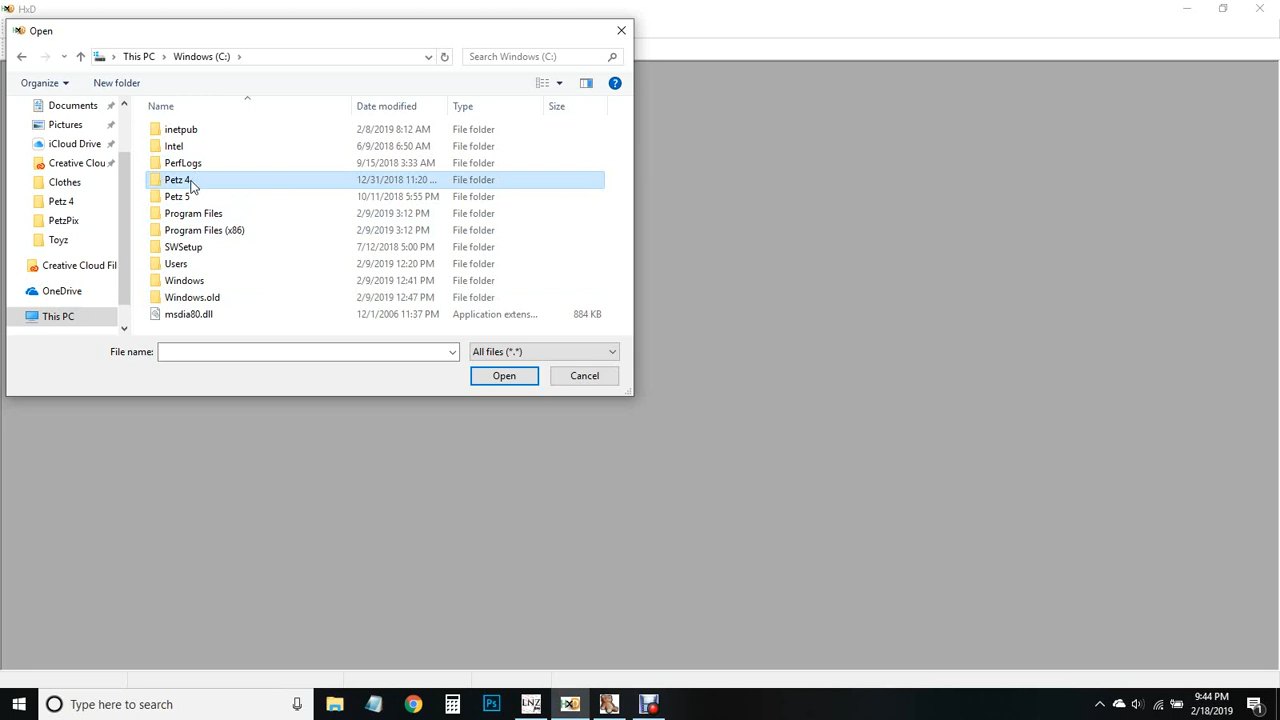 HxD
Open
This PC
Windows (C:)
Search Windows (C:)
Organize
New folder
Documents
Pictures
iCloud Drive
Creative Clou
Clothes
Petz 4
PetzPix
Toyz
Creative Cloud Fil
OneDrive
This PC
Name Date modified Type Size
inetpub 2/8/2019 8:12 AM File folder
Intel 6/9/2018 6:50 AM File folder
PerfLogs 9/15/2018 3:33 AM File folder
Petz 4 12/31/2018 11:20 ... File folder
Petz 5 10/11/2018 5:55 PM File folder
Program Files 2/9/2019 3:12 PM File folder
Program Files (x86) 2/9/2019 3:12 PM File folder
SWSetup 7/12/2018 5:00 PM File folder
Users 2/9/2019 12:20 PM File folder
Windows 2/9/2019 12:41 PM File folder
Windows.old 2/9/2019 12:47 PM File folder
msdia80.dll 12/1/2006 11:37 PM Application extens... 884 KB
File name:
All files (*.*)
Open
Cancel
Type here to search
Ps
LNZ
9:44 PM
2/18/2019